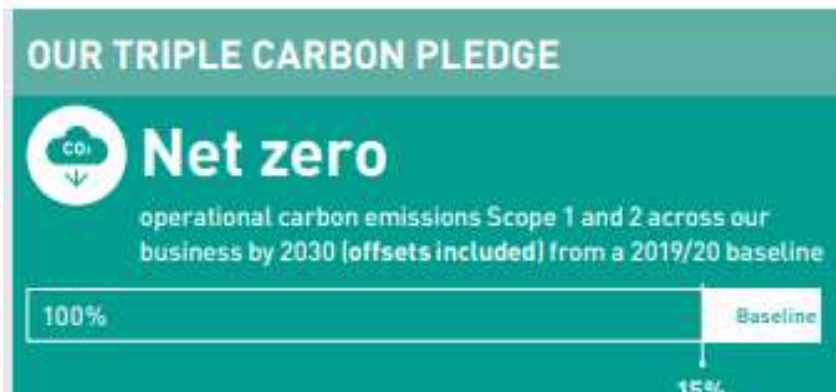 OUR TRIPLE CARBON PLEDGE
CO₂
Net zero
operational carbon emissions Scope 1 and 2 across our
business by 2030 (offsets included) from a 2019/20 baseline
100%
Baseline
15%